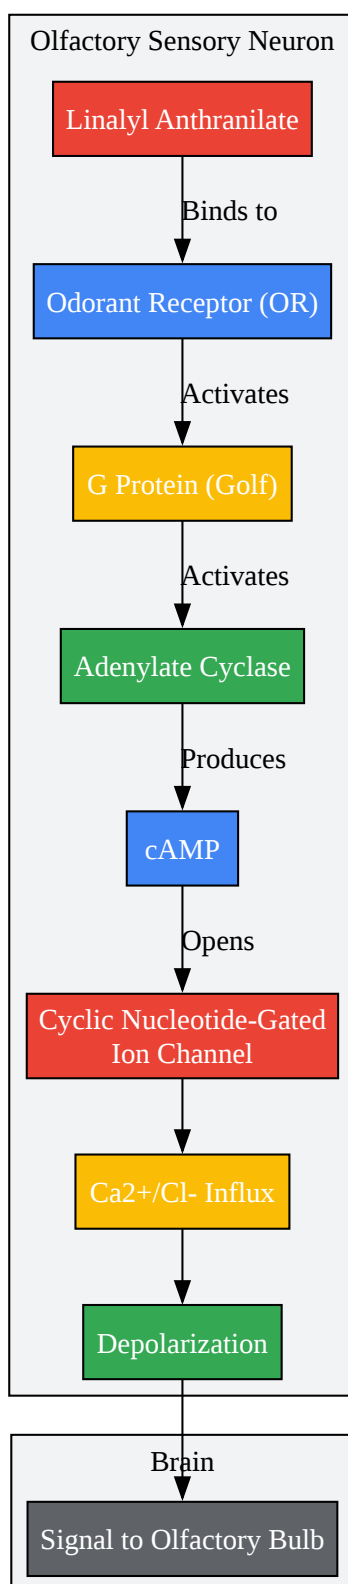 Olfactory Sensory Neuron
Linalyl Anthranilate
Binds to
Odorant Receptor (OR)
Activates
G Protein (Golf)
Activates
Adenylate Cyclase
Produces
cAMP
Opens
Cyclic Nucleotide-Gated
Ion Channel
Ca2+/Cl- Influx
Depolarization
Brain
Signal to Olfactory Bulb